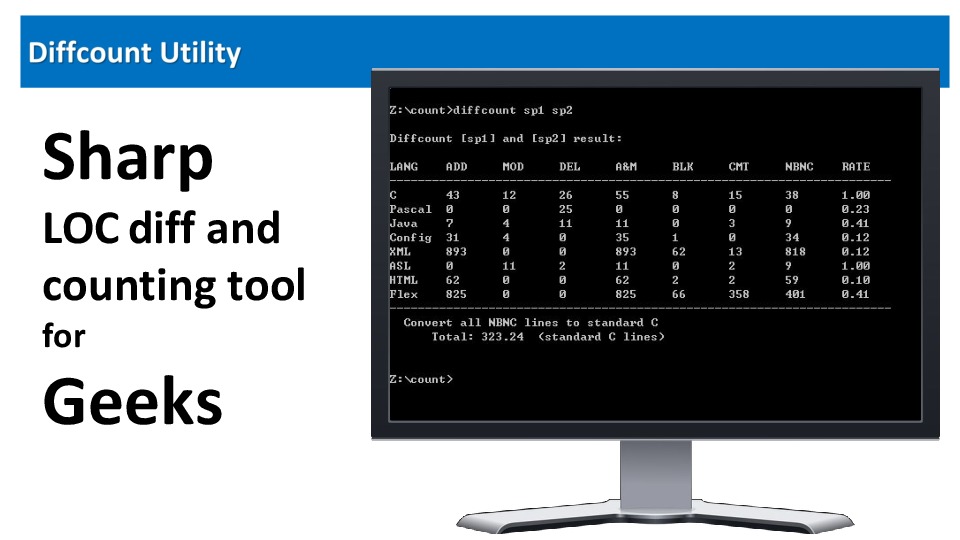 Diffcount Utility
Sharp
LOC diff and
counting tool
for
Geeks
Z:\count>diffcount sp1 sp2
Diffcount [sp1] and [sp2] result:
LANG ADD MOD DEL A&M BLK CMT NBNC RATE
C 43 12 26 55 8 15 38 1.00
Pascal 0 0 25 0 0 0 0 0.23
Java 7 4 11 11 0 3 9 0.41
Config 31 4 0 35 1 0 34 0.12
XML 893 0 0 893 62 13 818 0.12
ASL 0 11 2 11 0 2 9 1.00
HTML 62 0 0 62 2 2 59 0.10
Flex 825 0 0 825 66 358 401 0.41
Convert all NBNC lines to standard C
Total: 323.24 (standard C lines)
Z:\count>